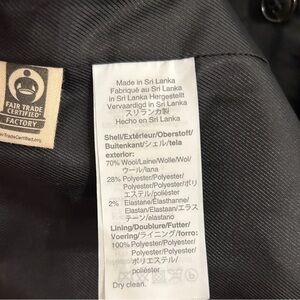 FAIR TRADE
CERTIFIED
FACTORY
Made in Sri Lanka
Fabriqué au Sri Lanka
in Sri Lanka Hergestellt
Vervaardigd in Sri Lanka
スリランカ製
Hecho en Sri Lanka
Shell/Extérieur/Oberstoff/
Buitenkant/シェル/tela
exterior:
70% Wool/Laine/Wolle/Wol/
ウール/lana
28% Polyester/Polyester/
Polyester/Polyester/ポリ
エステル/poliéster
2% Elastane/Élasthanne/
Elastan/Elastaan/エラス
テーン/elastano
Lining/Doublure/Futter/
Voering/ライニング/forro:
100% Polyester/Polyester/
Polyester/Polyester/
ポリエステル/
poliéster
Dry clean.